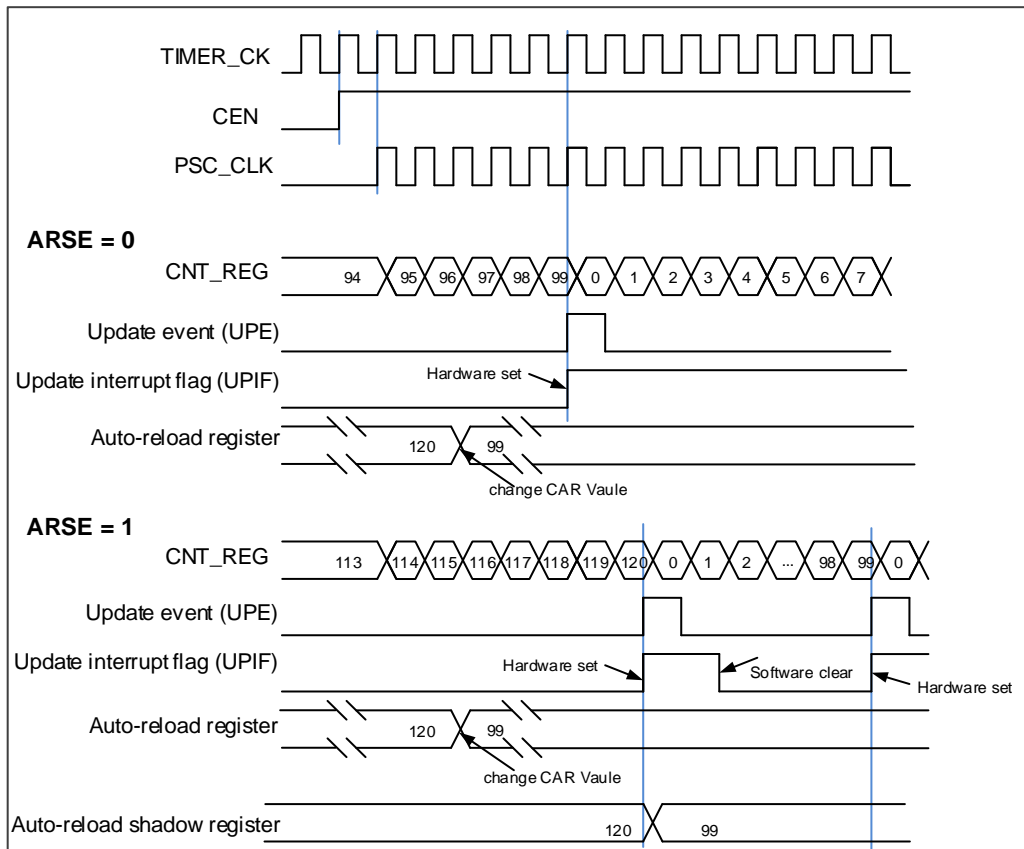 TIMER_CK
CEN
PSC_CLK
ARSE = 0
CNT_REG 94 95 96 97 98 99 0 1 2 3 4 5 6 7
Update event (UPE)
Update interrupt flag (UPIF) Hardware set
Auto-reload register 120 99
change CAR Vaule
ARSE = 1
CNT_REG 113 114 115 116 117 118 119 120 0 1 2 ... 98 99 0
Update event (UPE)
Update interrupt flag (UPIF) Hardware set Software clear Hardware set
Auto-reload register 120 99
change CAR Vaule
Auto-reload shadow register 120 99